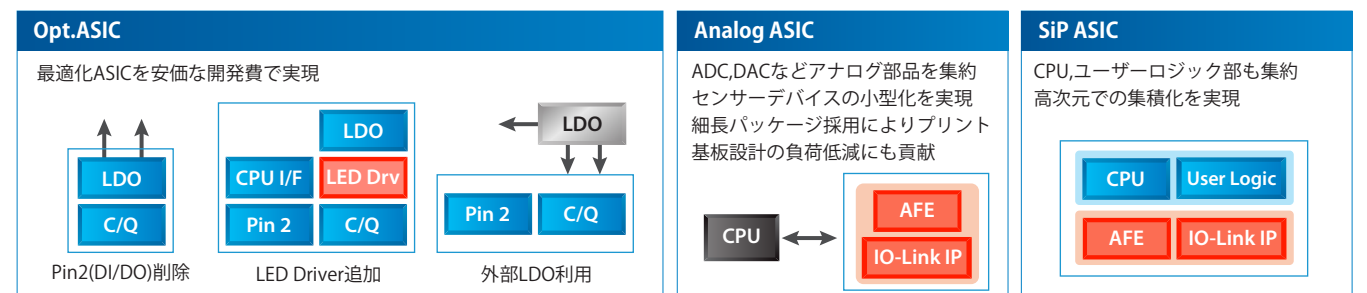 Opt.ASIC
最適化ASICを安価な開発費で実現
LDO
C/Q
Pin2(DI/DO)削除
LDO
CPU I/F
LED Drv
Pin 2
C/Q
LED Driver追加
LDO
Pin 2
C/Q
外部LDO利用
Analog ASIC
ADC,DACなどアナログ部品を集約
センサーデバイスの小型化を実現
細長パッケージ採用によりプリント
基板設計の負荷低減にも貢献
CPU
AFE
IO-Link IP
SiP ASIC
CPU,ユーザーロジック部も集約
高次元での集積化を実現
CPU
User Logic
AFE
IO-Link IP